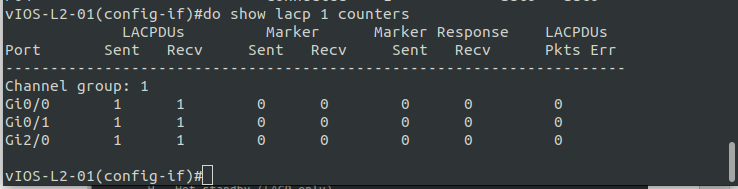 vIOS-L2-01(config-if)#do show lacp 1 counters
LACPDUs Marker Marker Response LACPDUs
Port Sent Recv Sent Recv Sent Recv Pkts Err
---------------------------------------------------------------------
Channel group: 1
Gi0/0 1 1 0 0 0 0 0
Gi0/1 1 1 0 0 0 0 0
Gi2/0 1 1 0 0 0 0 0
vIOS-L2-01(config-if)#